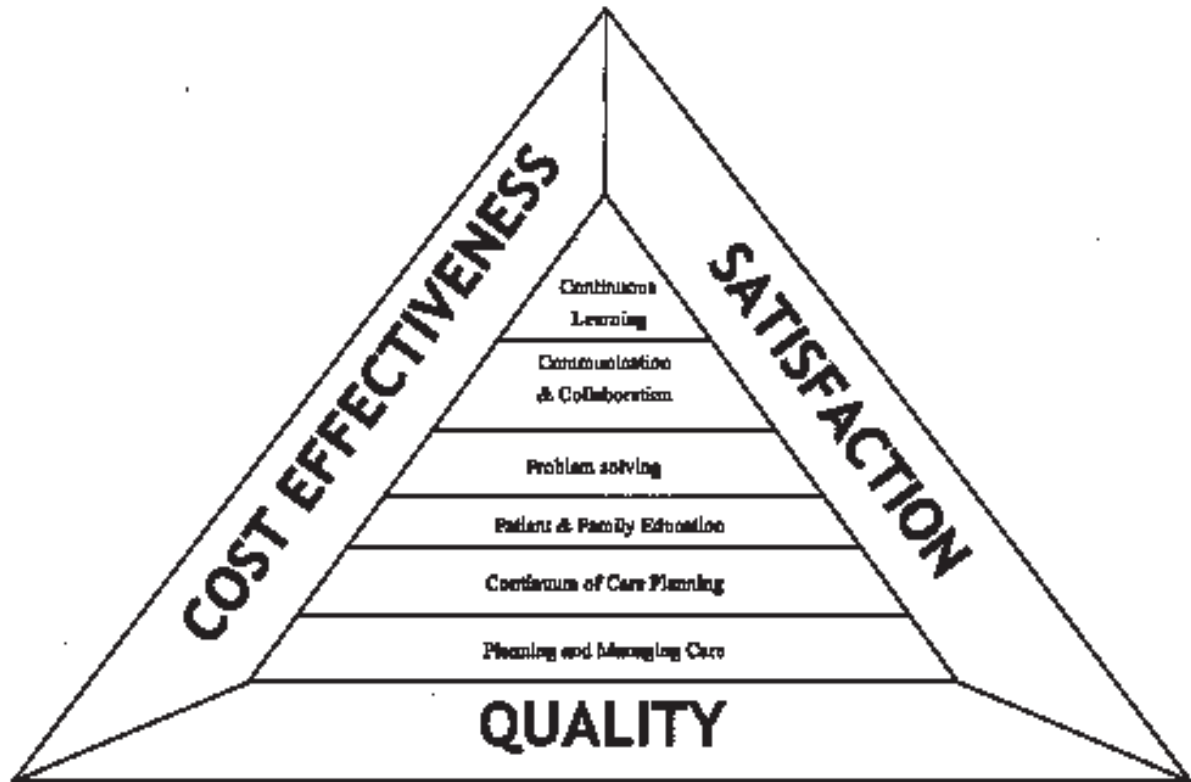 COST EFFECTIVENESS
SATISFACTION
Continuous
Learning
Communication
& Collaboration
Problem solving
Patient & Family Education
Continuum of Care Planning
Planning and Managing Care
QUALITY